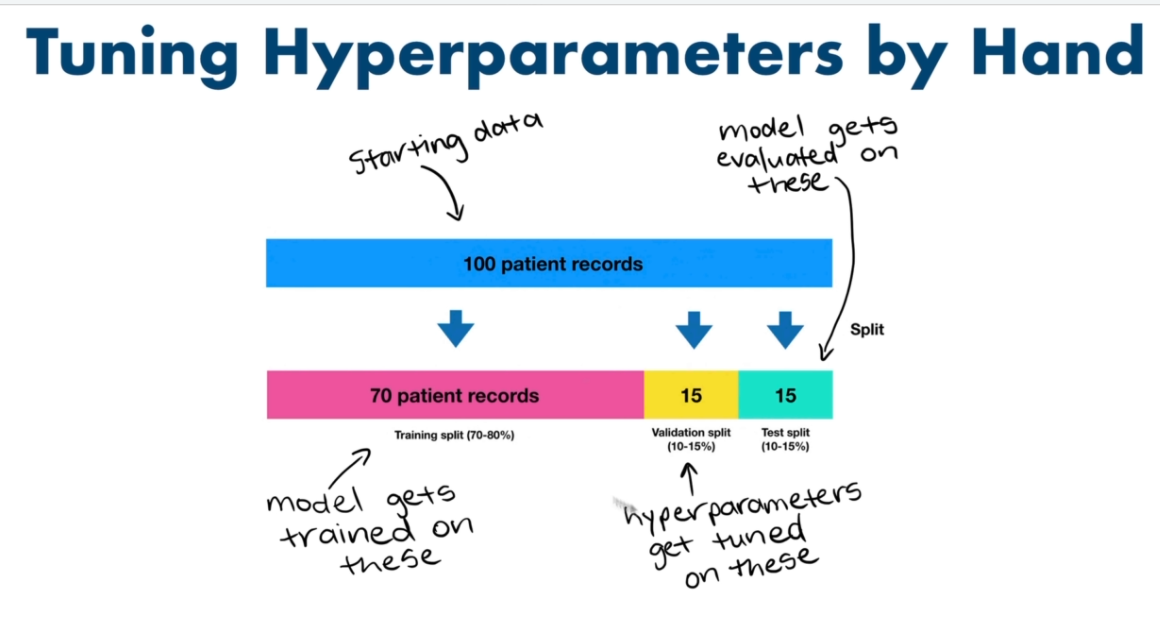 Tuning Hyperparameters by Hand
starting data
model gets
evaluated on
these
100 patient records
Split
70 patient records
15
15
Training split (70-80%)
Validation split
(10-15%)
Test split
(10-15%)
model gets
trained on
these
hyperparameters
get tuned
on these